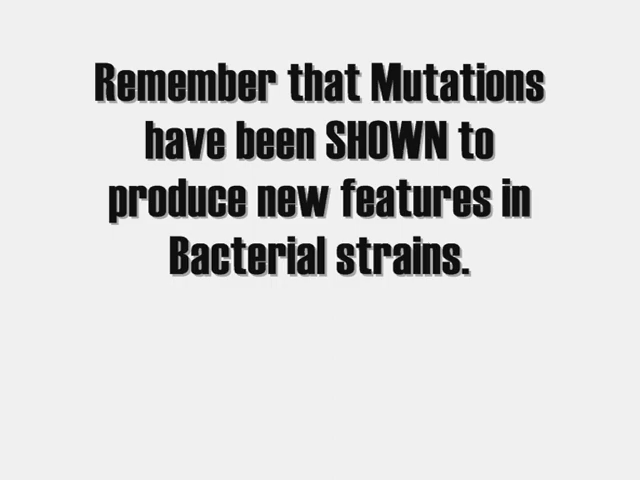 Remember that Mutations
have been SHOWN to
produce new features in
Bacterial strains.